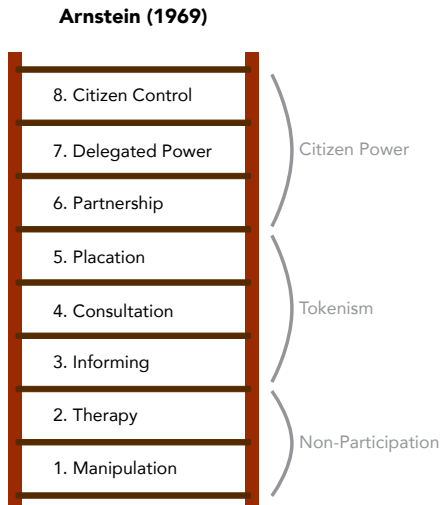 Arnstein (1969)
8. Citizen Control
7. Delegated Power
Citizen Power
6. Partnership
5. Placation
4. Consultation
Tokenism
3. Informing
2. Therapy
Non-Participation
1. Manipulation